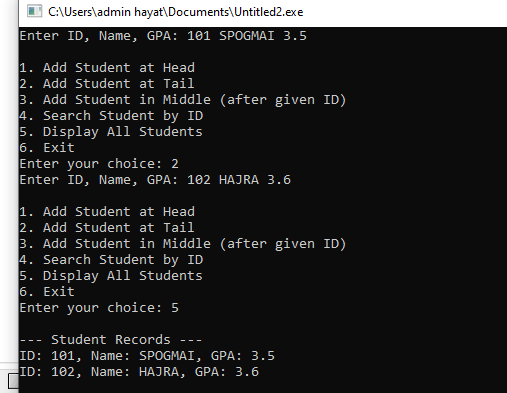 C:\Users\admin hayat\Documents\Untitled2.exe
Enter ID, Name, GPA: 101 SPOGMAI 3.5
1. Add Student at Head
2. Add Student at Tail
3. Add Student in Middle (after given ID)
4. Search Student by ID
5. Display All Students
6. Exit
Enter your choice: 2
Enter ID, Name, GPA: 102 HAJRA 3.6
1. Add Student at Head
2. Add Student at Tail
3. Add Student in Middle (after given ID)
4. Search Student by ID
5. Display All Students
6. Exit
Enter your choice: 5
--- Student Records ---
ID: 101, Name: SPOGMAI, GPA: 3.5
ID: 102, Name: HAJRA, GPA: 3.6